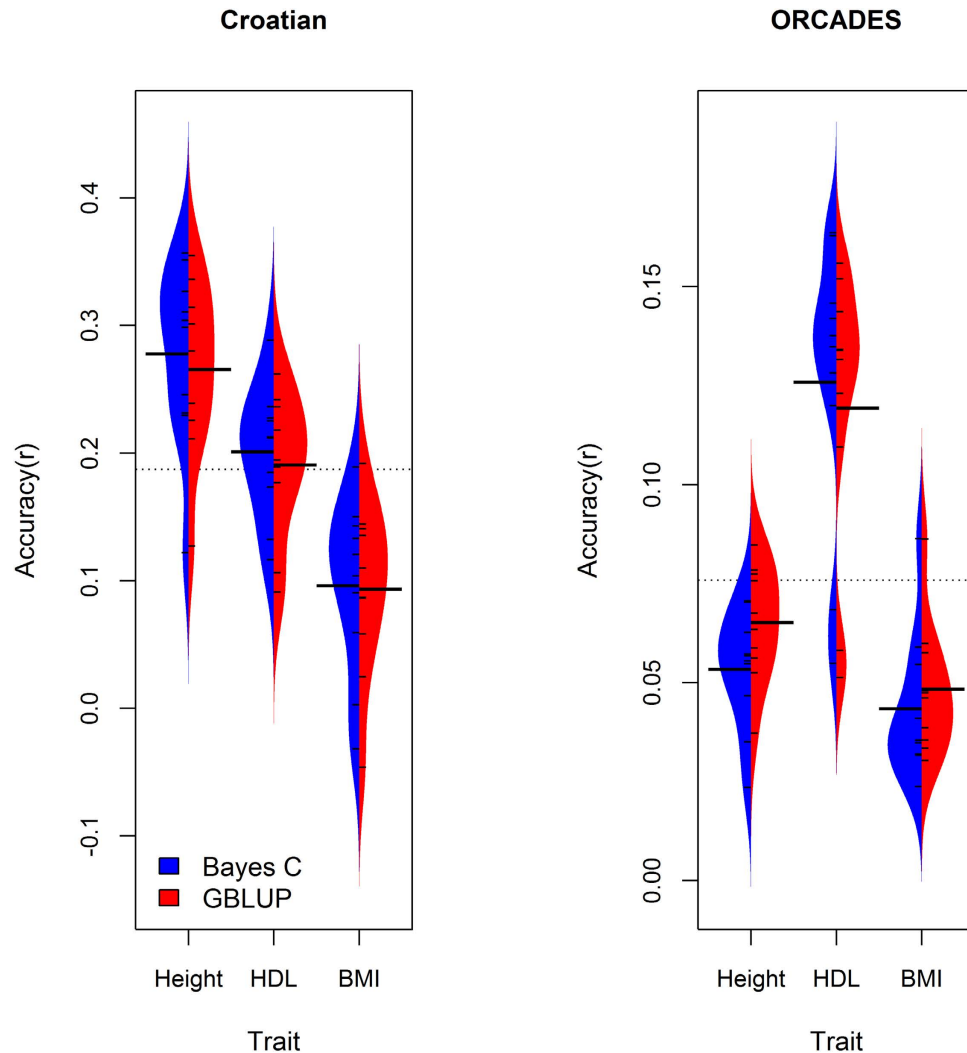 Croatian
ORCADES
Accuracy(r)
0.4
0.3
0.2
0.1
0.0
-0.1
Bayes C
GBLUP
Height HDL BMI
Trait
Accuracy(r)
0.15
0.10
0.05
0.00
Height HDL BMI
Trait